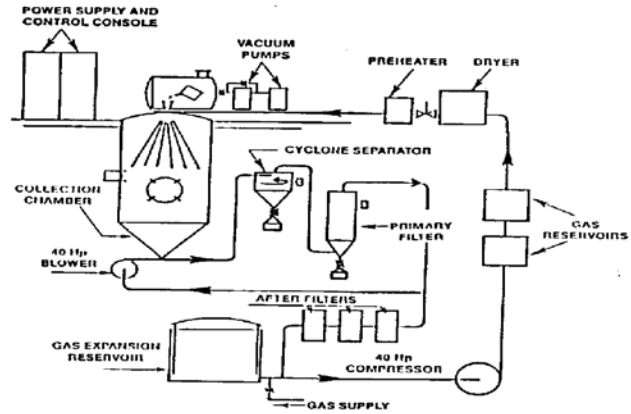 POWER SUPPLY AND
CONTROL CONSOLE
VACUUM
PUMPS
PREHEATER
DRYER
CYCLONE SEPARATOR
COLLECTION
CHAMBER
PRIMARY
FILTER
GAS
RESERVOIRS
40 Hp
BLOWER
AFTER FILTERS
GAS EXPANSION
RESERVOIR
40 Hp
COMPRESSOR
GAS SUPPLY